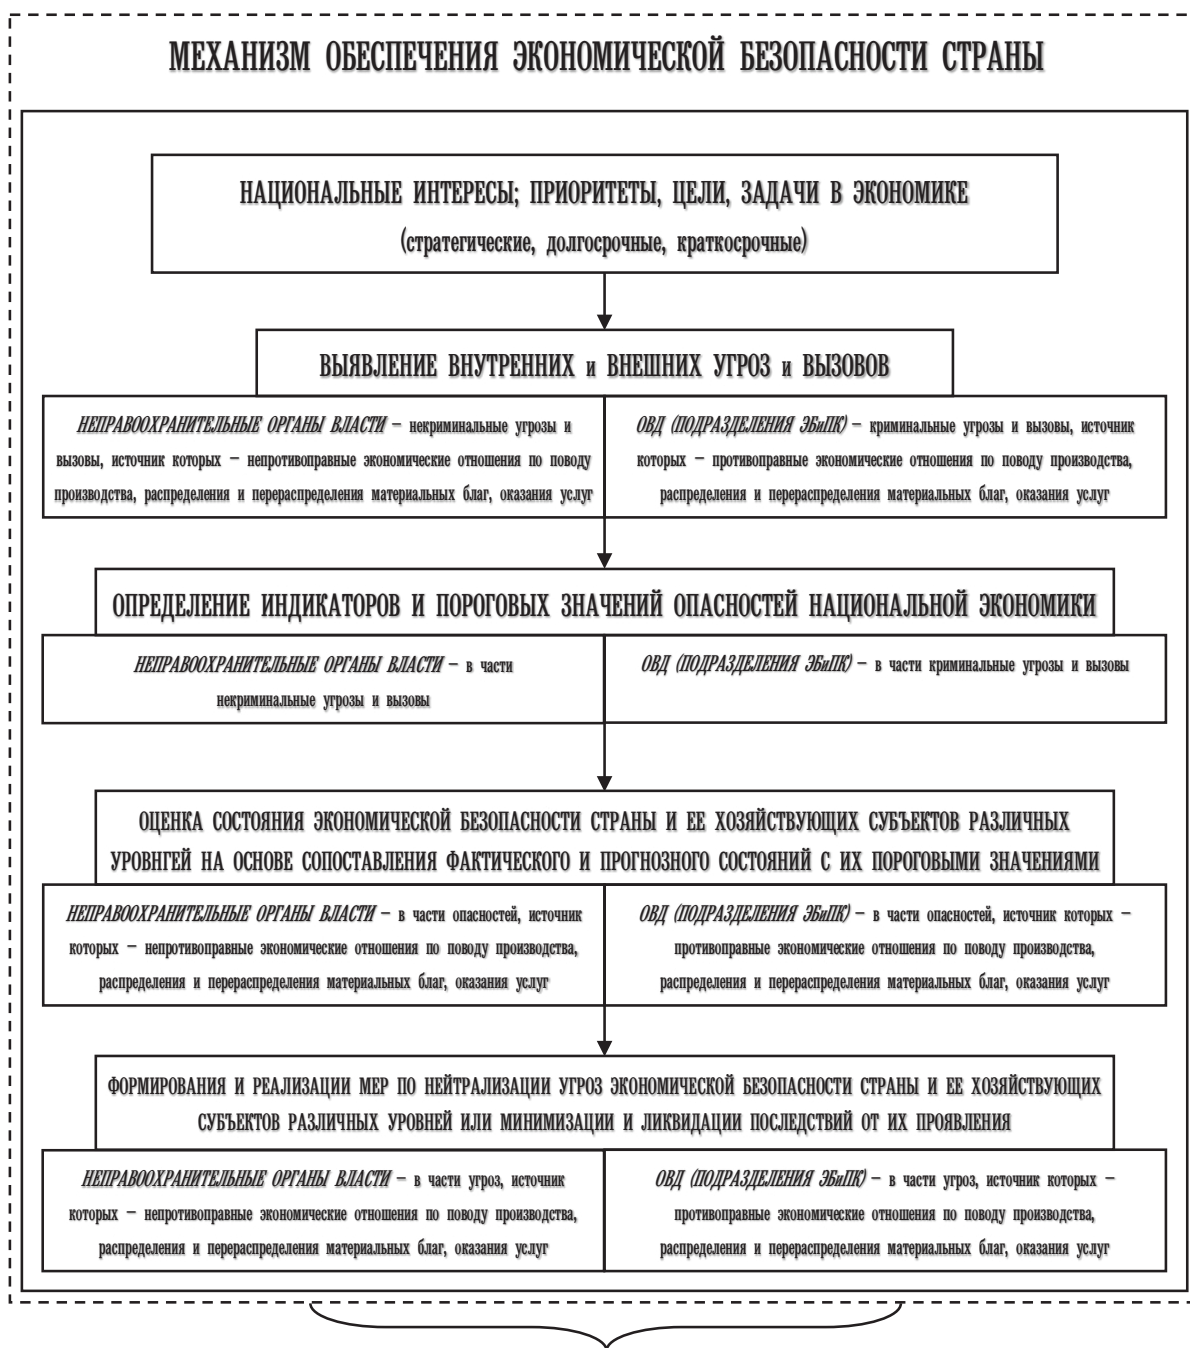 МЕХАНИЗМ ОБЕСПЕЧЕНИЯ ЭКОНОМИЧЕСКОЙ БЕЗОПАСНОСТИ СТРАНЫ
НАЦИОНАЛЬНЫЕ ИНТЕРЕСЫ; ПРИОРИТЕТЫ, ЦЕЛИ, ЗАДАЧИ В ЭКОНОМИКЕ
(стратегические, долгосрочные, краткосрочные)
ВЫЯВЛЕНИЕ ВНУТРЕННИХ и ВНЕШНИХ УГРОЗ и ВЫЗОВОВ
НЕПРАВООХРАНИТЕЛЬНЫЕ ОРГАНЫ ВЛАСТИ – некриминальные угрозы и
вызовы, источник которых – непротивоправные экономические отношения по поводу
производства, распределения и перераспределения материальных благ, оказания услуг
ОВД (ПОДРАЗДЕЛЕНИЯ ЭБиПК) – криминальные угрозы и вызовы, источник
которых – противоправные экономические отношения по поводу производства,
распределения и перераспределения материальных благ, оказания услуг
ОПРЕДЕЛЕНИЕ ИНДИКАТОРОВ И ПОРОГОВЫХ ЗНАЧЕНИЙ ОПАСНОСТЕЙ НАЦИОНАЛЬНОЙ ЭКОНОМИКИ
НЕПРАВООХРАНИТЕЛЬНЫЕ ОРГАНЫ ВЛАСТИ – в части
некриминальные угрозы и вызовы
ОВД (ПОДРАЗДЕЛЕНИЯ ЭБиПК) – в части криминальные угрозы и вызовы
ОЦЕНКА СОСТОЯНИЯ ЭКОНОМИЧЕСКОЙ БЕЗОПАСНОСТИ СТРАНЫ И ЕЕ ХОЗЯЙСТВУЮЩИХ СУБЪЕКТОВ РАЗЛИЧНЫХ
УРОВНГЕЙ НА ОСНОВЕ СОПОСТАВЛЕНИЯ ФАКТИЧЕСКОГО И ПРОГНОЗНОГО СОСТОЯНИЙ С ИХ ПОРОГОВЫМИ ЗНАЧЕНИЯМИ
НЕПРАВООХРАНИТЕЛЬНЫЕ ОРГАНЫ ВЛАСТИ – в части опасностей, источник
которых – непротивоправные экономические отношения по поводу производства,
распределения и перераспределения материальных благ, оказания услуг
ОВД (ПОДРАЗДЕЛЕНИЯ ЭБиПК) – в части опасностей, источник которых –
противоправные экономические отношения по поводу производства,
распределения и перераспределения материальных благ, оказания услуг
ФОРМИРОВАНИЯ И РЕАЛИЗАЦИИ МЕР ПО НЕЙТРАЛИЗАЦИИ УГРОЗ ЭКОНОМИЧЕСКОЙ БЕЗОПАСНОСТИ СТРАНЫ И ЕЕ ХОЗЯЙСТВУЮЩИХ
СУБЪЕКТОВ РАЗЛИЧНЫХ УРОВНЕЙ ИЛИ МИНИМИЗАЦИИ И ЛИКВИДАЦИИ ПОСЛЕДСТВИЙ ОТ ИХ ПРОЯВЛЕНИЯ
НЕПРАВООХРАНИТЕЛЬНЫЕ ОРГАНЫ ВЛАСТИ – в части угроз, источник
которых – непротивоправные экономические отношения по поводу производства,
распределения и перераспределения материальных благ, оказания услуг
ОВД (ПОДРАЗДЕЛЕНИЯ ЭБиПК) – в части угроз, источник которых –
противоправные экономические отношения по поводу производства,
распределения и перераспределения материальных благ, оказания услуг